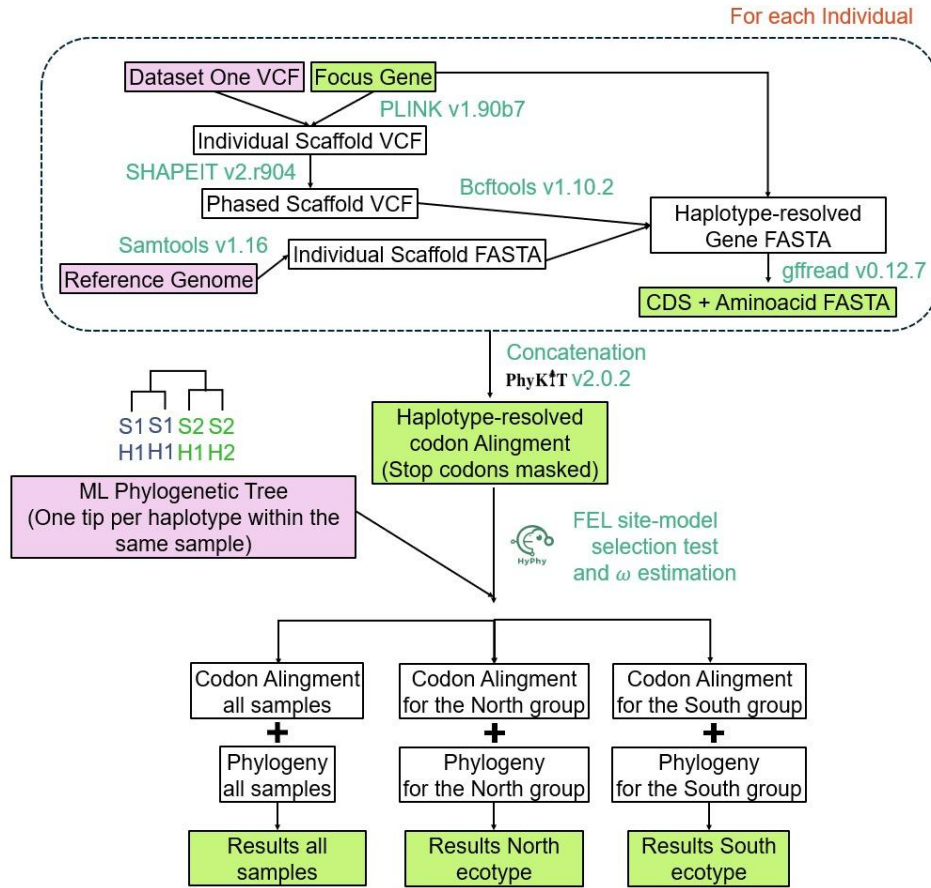 For each Individual
Dataset One VCF
Focus Gene
PLINK v1.90b7
Individual Scaffold VCF
SHAPEIT v2.r904
Phased Scaffold VCF
Bcftools v1.10.2
Haplotype-resolved
Gene FASTA
Samtools v1.16
Individual Scaffold FASTA
Reference Genome
gffread v0.12.7
CDS + Aminoacid FASTA
Concatenation
PhyKIT v2.0.2
S1 S1 S2 S2
H1 H1 H1 H2
Haplotype-resolved
codon Alingment
(Stop codons masked)
ML Phylogenetic Tree
(One tip per haplotype within the
same sample)
HyPhy
FEL site-model
selection test
and ω estimation
Codon Alingment
all samples
+
Phylogeny
all samples
Results all
samples
Codon Alingment
for the North group
+
Phylogeny
for the North group
Results North
ecotype
Codon Alingment
for the South group
+
Phylogeny
for the South group
Results South
ecotype